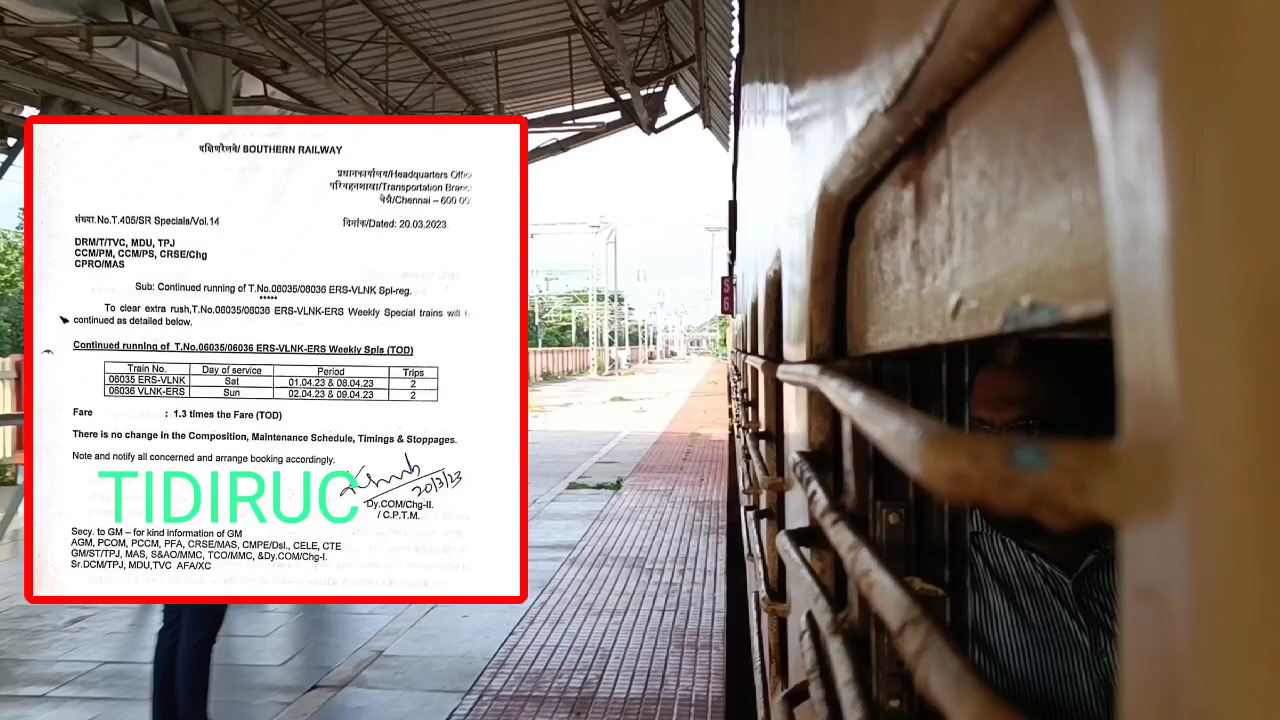 दक्षिणरेलवे/ SOUTHERN RAILWAY
प्रधानकार्यालय/Headquarters Offic
परिवहनशाखा/Transportation Branc
चेन्नै/Chennai – 600 00
संख्या.No.T.405/SR Specials/Vol.14
दिनांक/Dated: 20.03.2023.
DRM/T/TVC, MDU, TPJ
CCM/PM, CCM/PS, CRSE/Chg
CPRO/MAS
Sub: Continued running of T.No.06035/06036 ERS-VLNK Spl-reg.
*****
To clear extra rush,T.No.06035/06036 ERS-VLNK-ERS Weekly Special trains will
continued as detailed below.
Continued running of T.No.06035/06036 ERS-VLNK-ERS Weekly Spls (TOD)
Train No. Day of service Period Trips
06035 ERS-VLNK Sat 01.04.23 & 08.04.23 2
06036 VLNK-ERS Sun 02.04.23 & 09.04.23 2
Fare : 1.3 times the Fare (TOD)
There is no change in the Composition, Maintenance Schedule, Timings & Stoppages.
Note and notify all concerned and arrange booking accordingly.
20/3/23
TIDIRUC
Dy.COM/Chg-II.
/ C.P.T.M.
Secy. to GM – for kind information of GM
AGM, PCOM, PCCM, PFA, CRSE/MAS, CMPE/Dsl., CELE, CTE
GM/ST/TPJ, MAS, S&AO/MMC, TCO/MMC, &Dy.COM/Chg-I.
Sr.DCM/TPJ, MDU,TVC AFA/XC
S
6